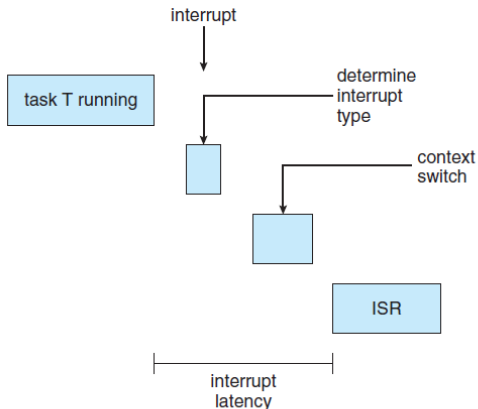 interrupt
task T running
determine
interrupt
type
context
switch
ISR
interrupt
latency